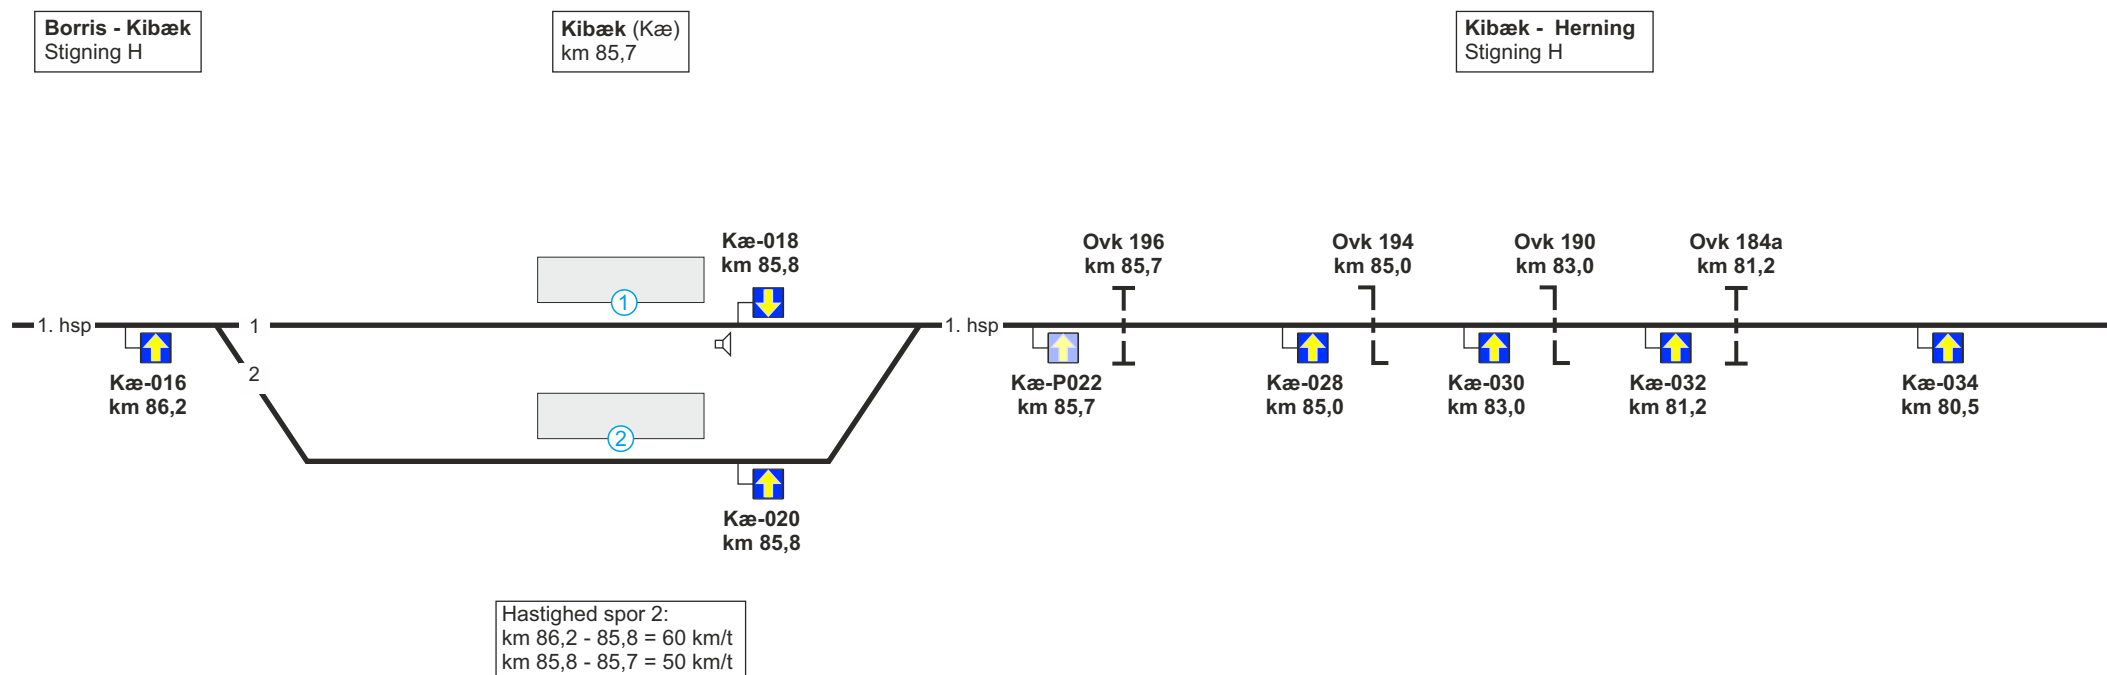 Borris - Kibæk
Stigning H
Kibæk (Kæ)
km 85,7
Kibæk - Herning
Stigning H
Kæ-018
km 85,8
Ovk 196
km 85,7
Ovk 194
km 85,0
Ovk 190
km 83,0
Ovk 184a
km 81,2
1
1. hsp
1
1. hsp
2
Kæ-016
km 86,2
Kæ-P022
km 85,7
Kæ-028
km 85,0
Kæ-030
km 83,0
Kæ-032
km 81,2
Kæ-034
km 80,5
2
Kæ-020
km 85,8
Hastighed spor 2:
km 86,2 - 85,8 = 60 km/t
km 85,8 - 85,7 = 50 km/t